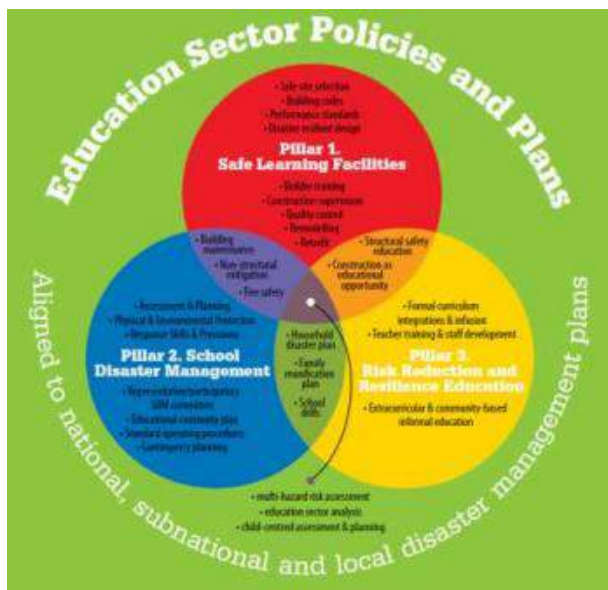 Education Sector Policies and Plans
• Safe site selection
• Building codes
• Performance standards
• Disaster resilient design
Pillar 1.
Safe Learning Facilities
• Builder training
• Construction supervision
• Quality control
• Remodelling
• Retrofit
• Building
maintenance
• Non-structural
mitigation
• Fire safety
• Structural safety
education
• Construction as
educational
opportunity
• Assessment & Planning
• Physical & Environmental Protection
• Response Skills & Provisions
Pillar 2. School
Disaster Management
• Representative/participatory
SDM committees
• Educational continuity plan
• Standard operating procedures
• Contingency planning
• Household
disaster plan
• Family
reunification
plan
• School
drills
• Formal curriculum
integrations & infusion
• Teacher training & staff development
Pillar 3.
Risk Reduction and
Resilience Education
• Extracurricular & community-based
informal education
• multi-hazard risk assessment
• education sector analysis
• child-centred assessment & planning
Aligned to national, subnational and local disaster management plans